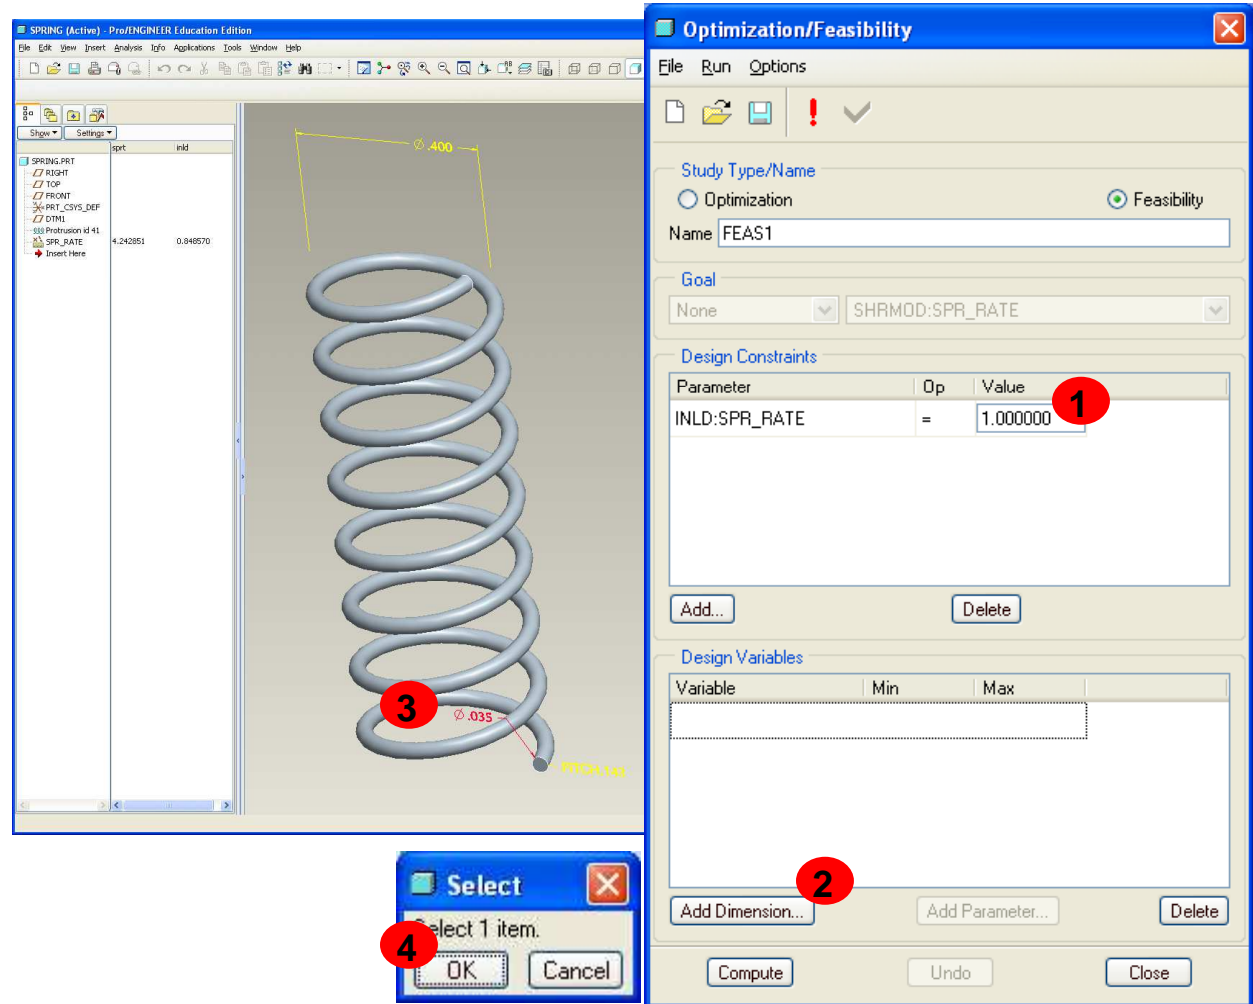 SPRING (Active) - Pro/ENGINEER Education Edition
File Edit View Insert Analysis Info Applications Tools Window Help
Show Settings
sprt inld
SPRING.PRT
RIGHT
TOP
FRONT
PRT_CSYS_DEF
DTM1
Protrusion id 41
SPR_RATE 4.242851 0.848570
Insert Here
Ø .400
3
Ø .035
Select
Select 1 item.
4
OK Cancel
Optimization/Feasibility
File Run Options
Study Type/Name
Optimization Feasibility
Name FEAS1
Goal
None SHRMOD:SPR_RATE
Design Constraints
Parameter Op Value
1
INLD:SPR_RATE = 1.000000
Add... Delete
Design Variables
Variable Min Max
2
Add Dimension... Add Parameter... Delete
Compute Undo Close